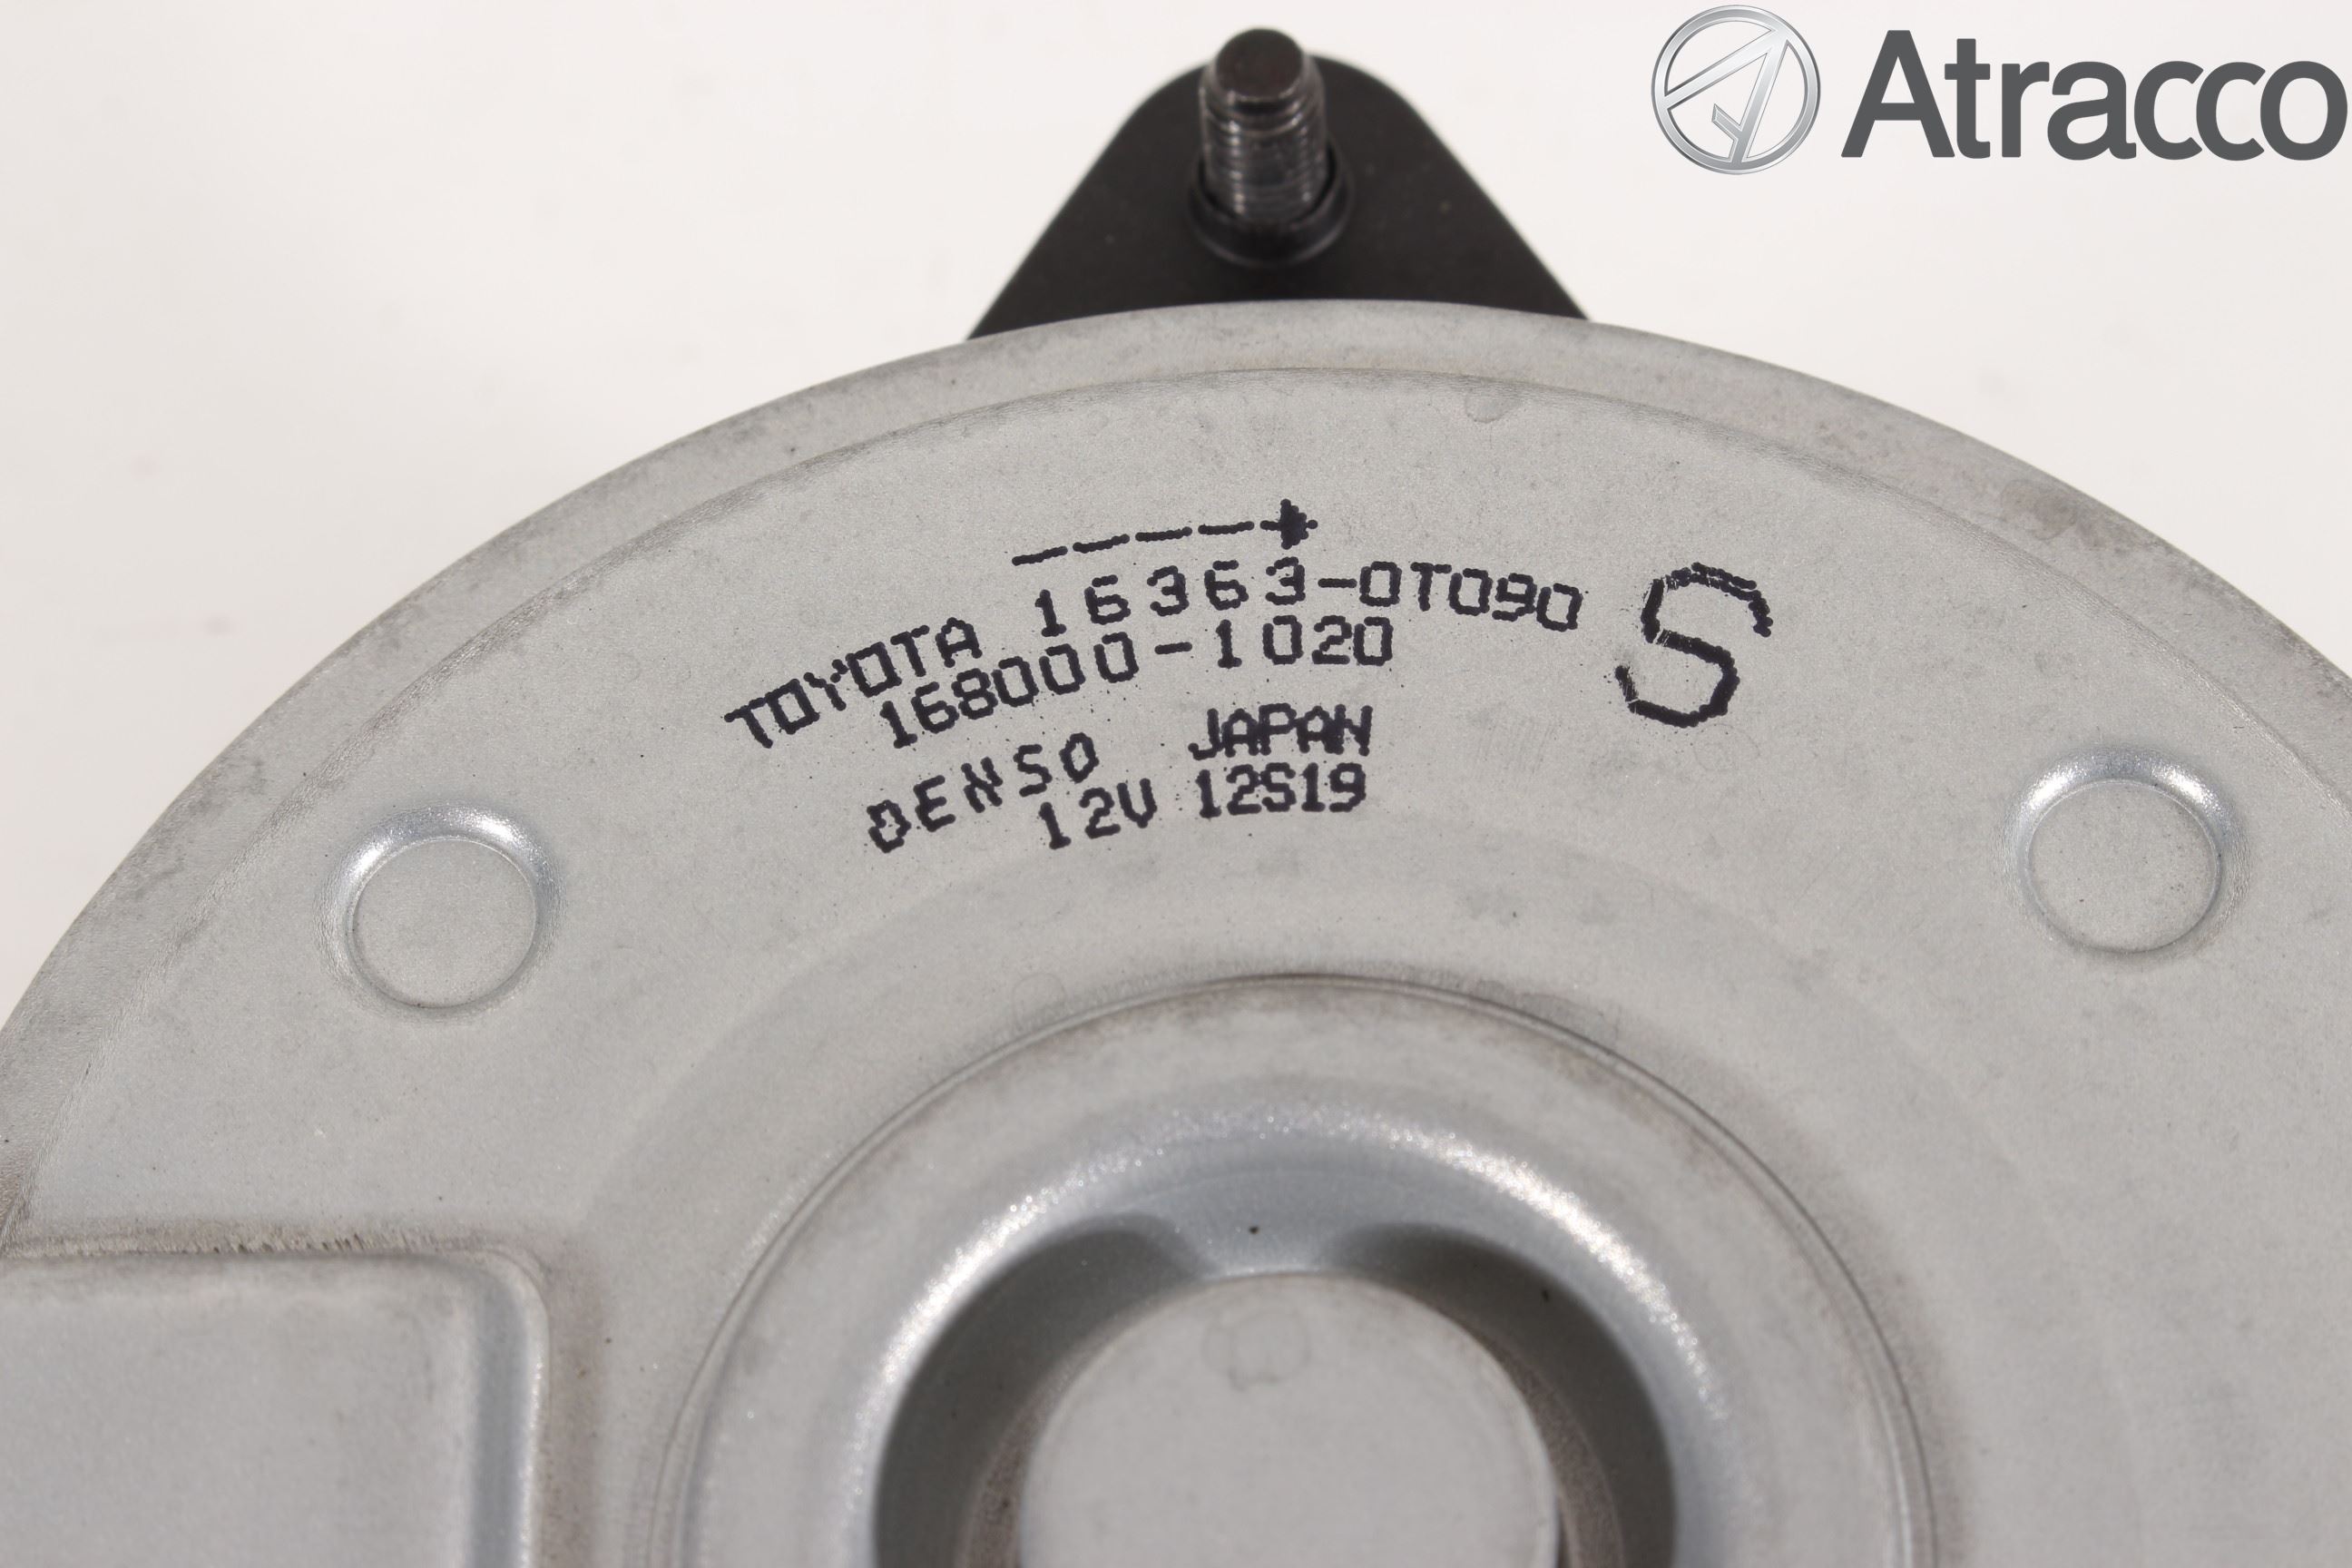 Atracco
TOYOTA 16363-0T090
168000-1020
S
DENSO JAPAN
12V 12S19